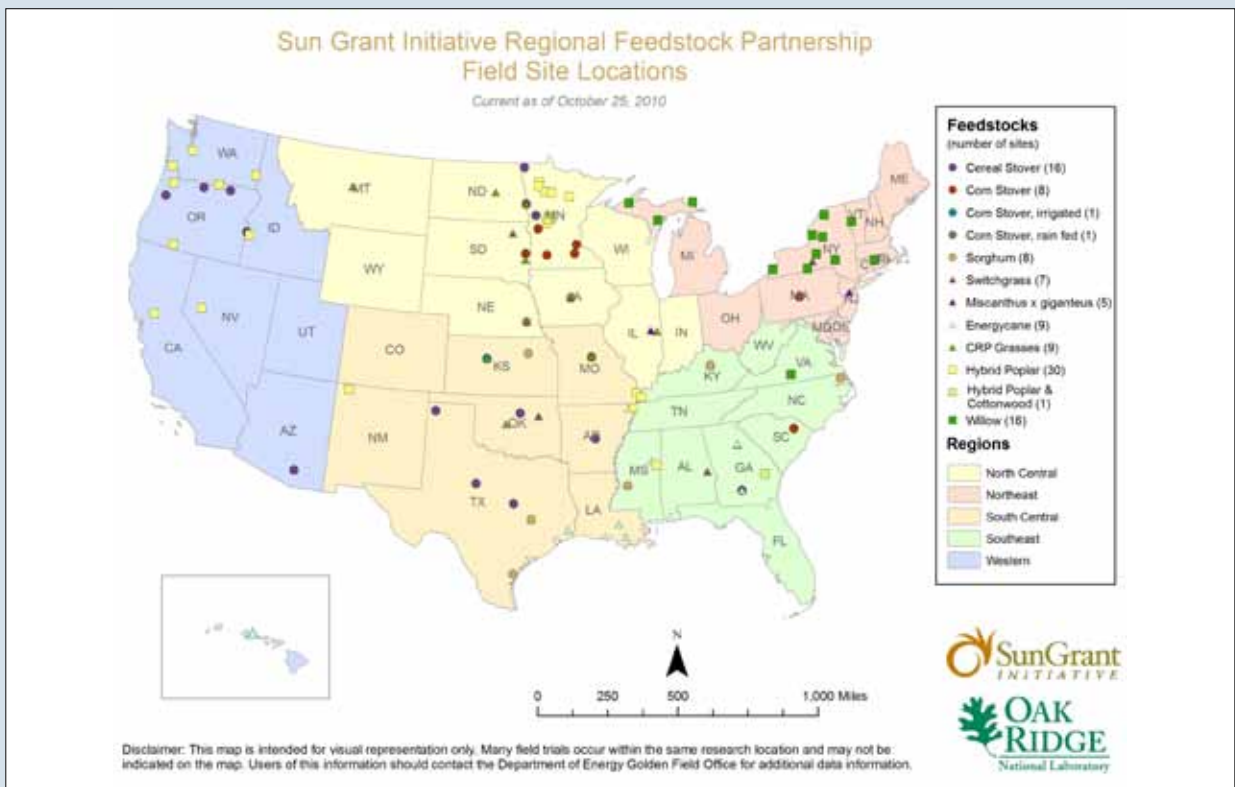 Sun Grant Initiative Regional Feedstock Partnership
Field Site Locations
Current as of October 25, 2010
WA
OR
ID
MT
WY
ND
SD
NE
MN
WI
IA
IL
IN
MI
OH
NY
VT
NH
ME
CA
NV
UT
AZ
CO
NM
KS
MO
OK
TX
LA
KY
WV
VA
TN
NC
SC
MS
AL
GA
FL
Feedstocks
(number of sites)
Cereal Stover (16)
Corn Stover (8)
Corn Stover, irrigated (1)
Corn Stover, rain fed (1)
Sorghum (8)
Switchgrass (7)
Miscanthus x giganteus (5)
Energycane (9)
CRP Grasses (9)
Hybrid Poplar (30)
Hybrid Poplar &
Cottonwood (1)
Willow (16)
Regions
North Central
Northeast
South Central
Southeast
Western
N
0 250 500 1,000 Miles
SunGrant
INITIATIVE
OAK
RIDGE
National Laboratory
Disclaimer: This map is intended for visual representation only. Many field trials occur within the same research location and may not be
indicated on the map. Users of this information should contact the Department of Energy Golden Field Office for additional data information.